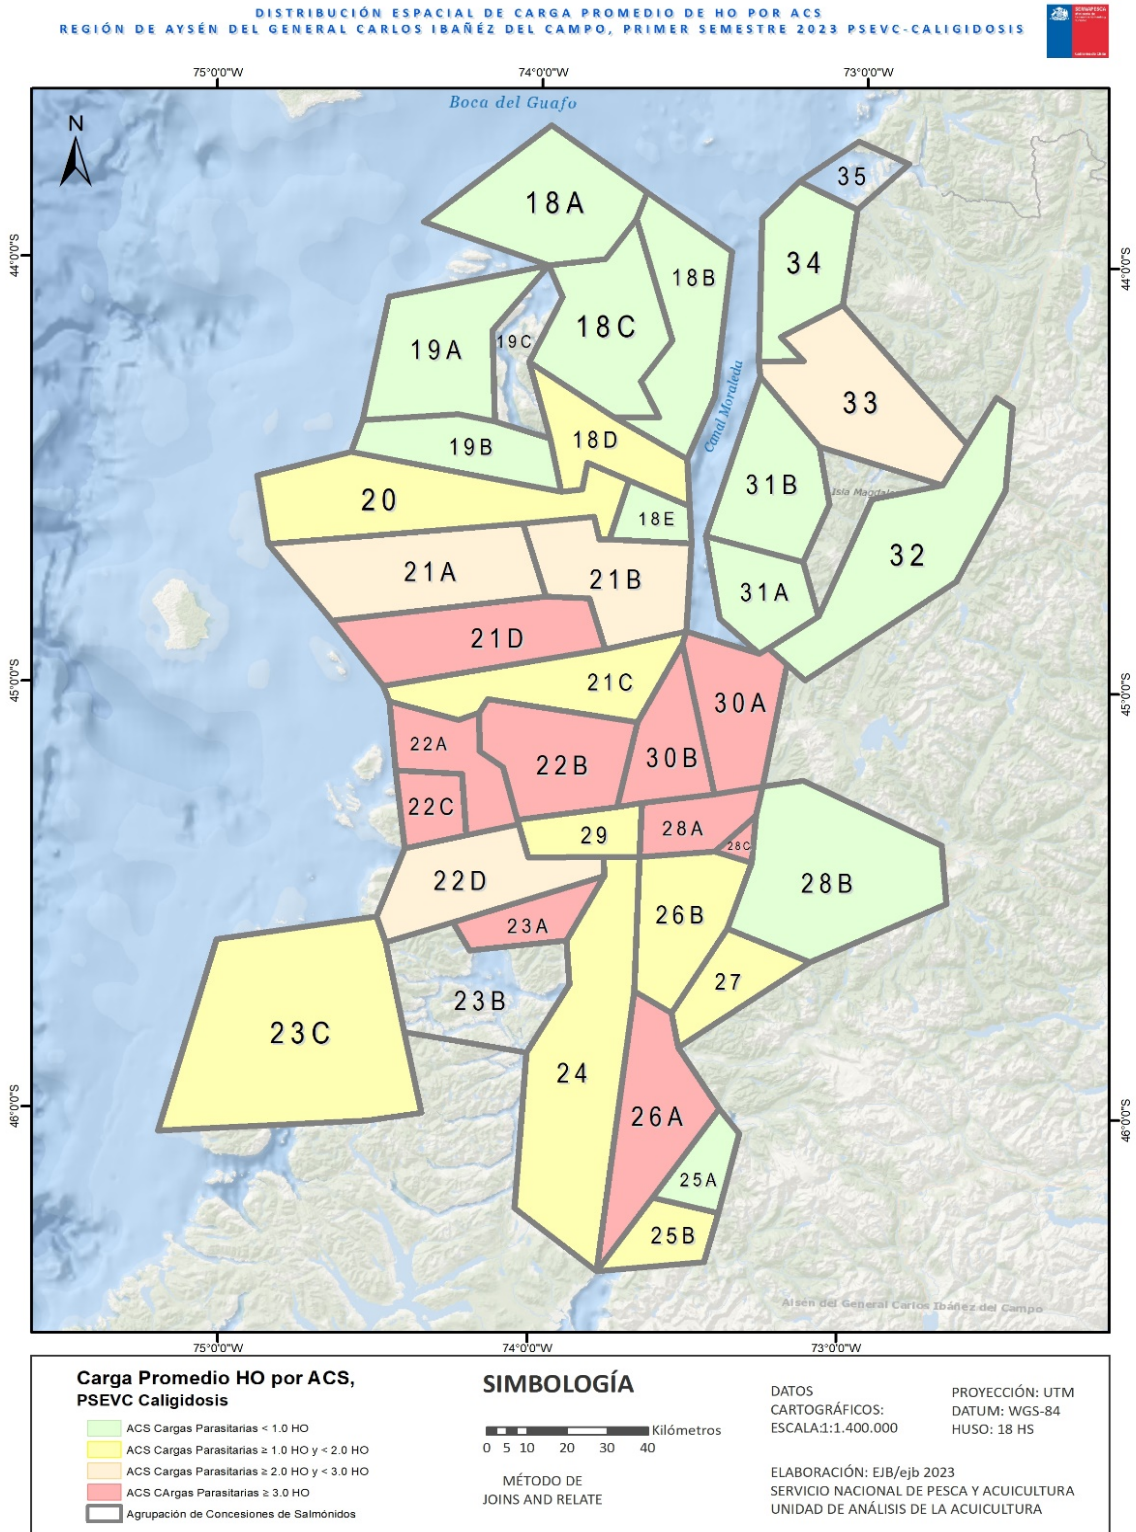 DISTRIBUCIÓN ESPACIAL DE CARGA PROMEDIO DE HO POR ACS
REGIÓN DE AYSÉN DEL GENERAL CARLOS IBAÑÉZ DEL CAMPO, PRIMER SEMESTRE 2023 PSEVC-CALIGIDOSIS
SERNAPESCA
75°0'0"W 74°0'0"W 73°0'0"W
Boca del Guafo
N
35
18A
44°0'0"S
44°0'0"S
34
18B
18C
19C
19A
33
Canal Moraleda
18D
19B
31B
20
18E
32
21A
21B
31A
21D
45°0'0"S
45°0'0"S
21C
30A
22A
22B
30B
22C
29
28A
28C
22D
28B
26B
23A
27
23B
23C
24
46°0'0"S
46°0'0"S
26A
25A
25B
Aisén del General Carlos Ibáñez del Campo
75°0'0"W 74°0'0"W 73°0'0"W
Carga Promedio HO por ACS,
PSEVC Caligidosis
ACS Cargas Parasitarias < 1.0 HO
ACS Cargas Parasitarias ≥ 1.0 HO y < 2.0 HO
ACS Cargas Parasitarias ≥ 2.0 HO y < 3.0 HO
ACS CArgas Parasitarias ≥ 3.0 HO
Agrupación de Concesiones de Salmónidos
SIMBOLOGÍA
Kilómetros
0 5 10 20 30 40
MÉTODO DE
JOINS AND RELATE
DATOS
CARTOGRÁFICOS:
ESCALA:1:1.400.000
PROYECCIÓN: UTM
DATUM: WGS-84
HUSO: 18 HS
ELABORACIÓN: EJB/ejb 2023
SERVICIO NACIONAL DE PESCA Y ACUICULTURA
UNIDAD DE ANÁLISIS DE LA ACUICULTURA